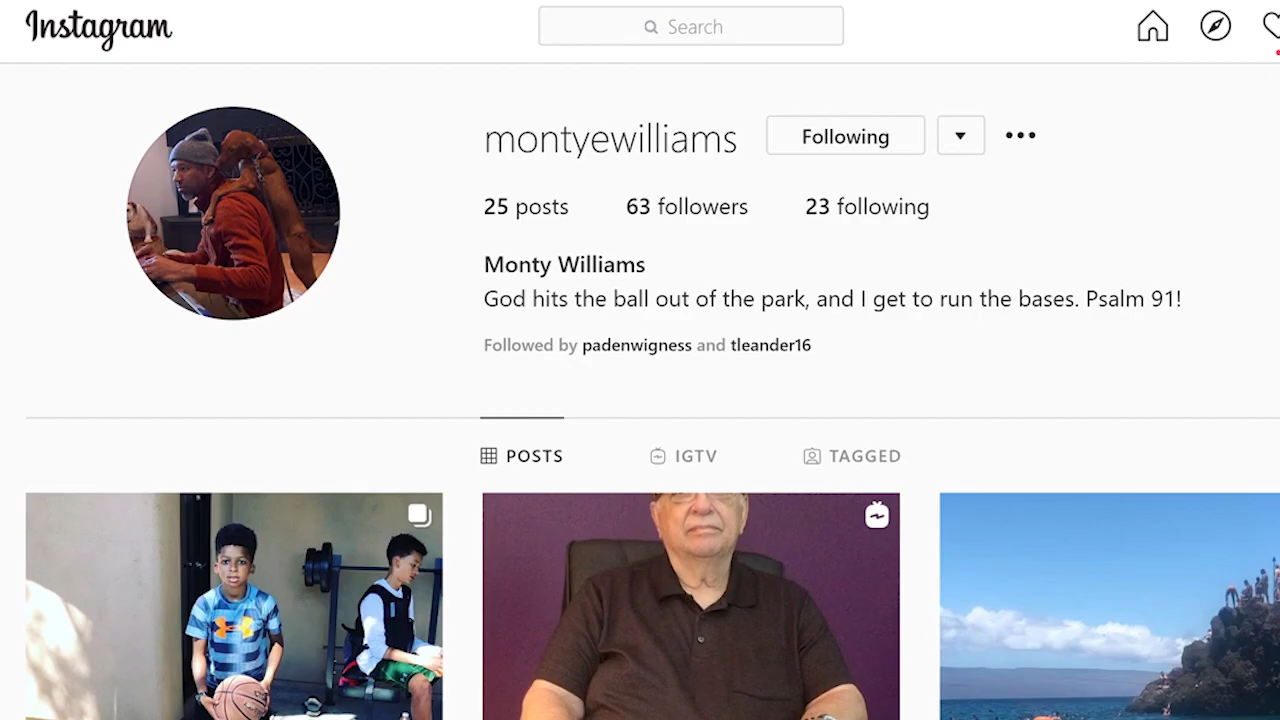 Instagram
Search
montyewilliams Following
25 posts 63 followers 23 following
Monty Williams
God hits the ball out of the park, and I get to run the bases. Psalm 91!
Followed by padenwigness and tleander16
POSTS IGTV TAGGED